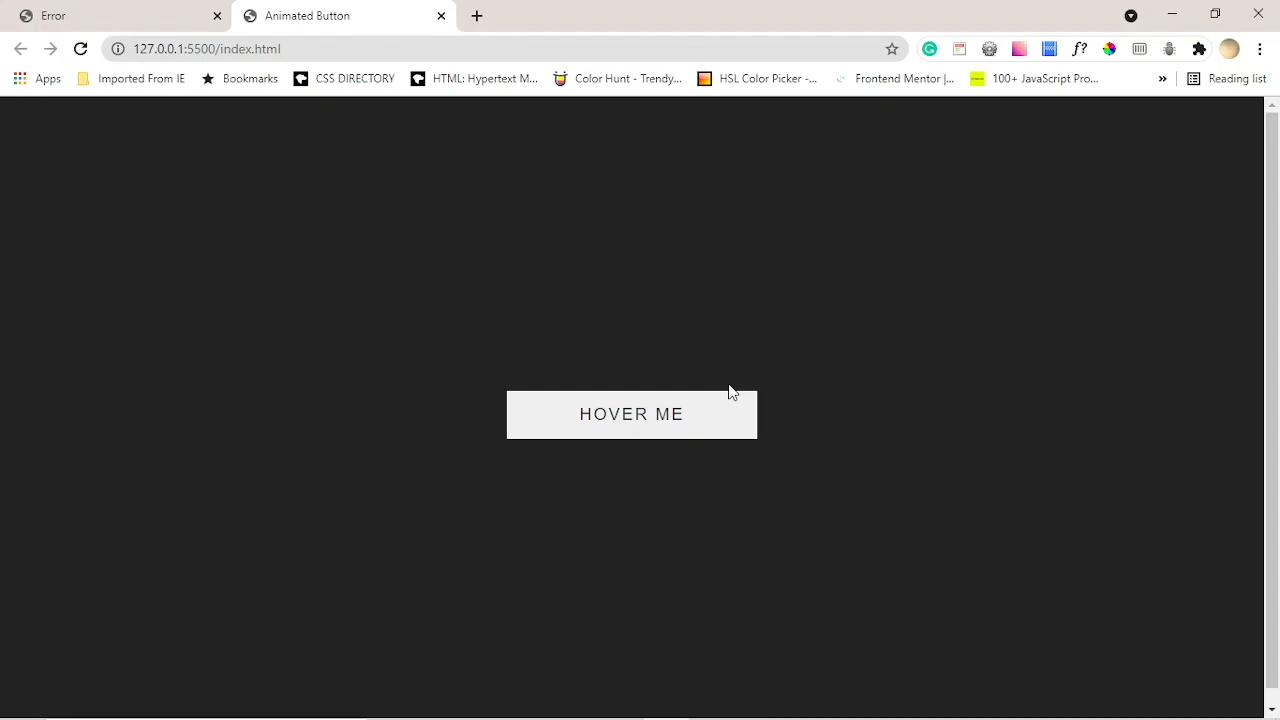 Error
Animated Button
127.0.0.1:5500/index.html
Apps
Imported From IE
Bookmarks
CSS DIRECTORY
HTML: Hypertext M...
Color Hunt - Trendy...
HSL Color Picker -...
Frontend Mentor |...
100+ JavaScript Pro...
»
Reading list
f?
HOVER ME